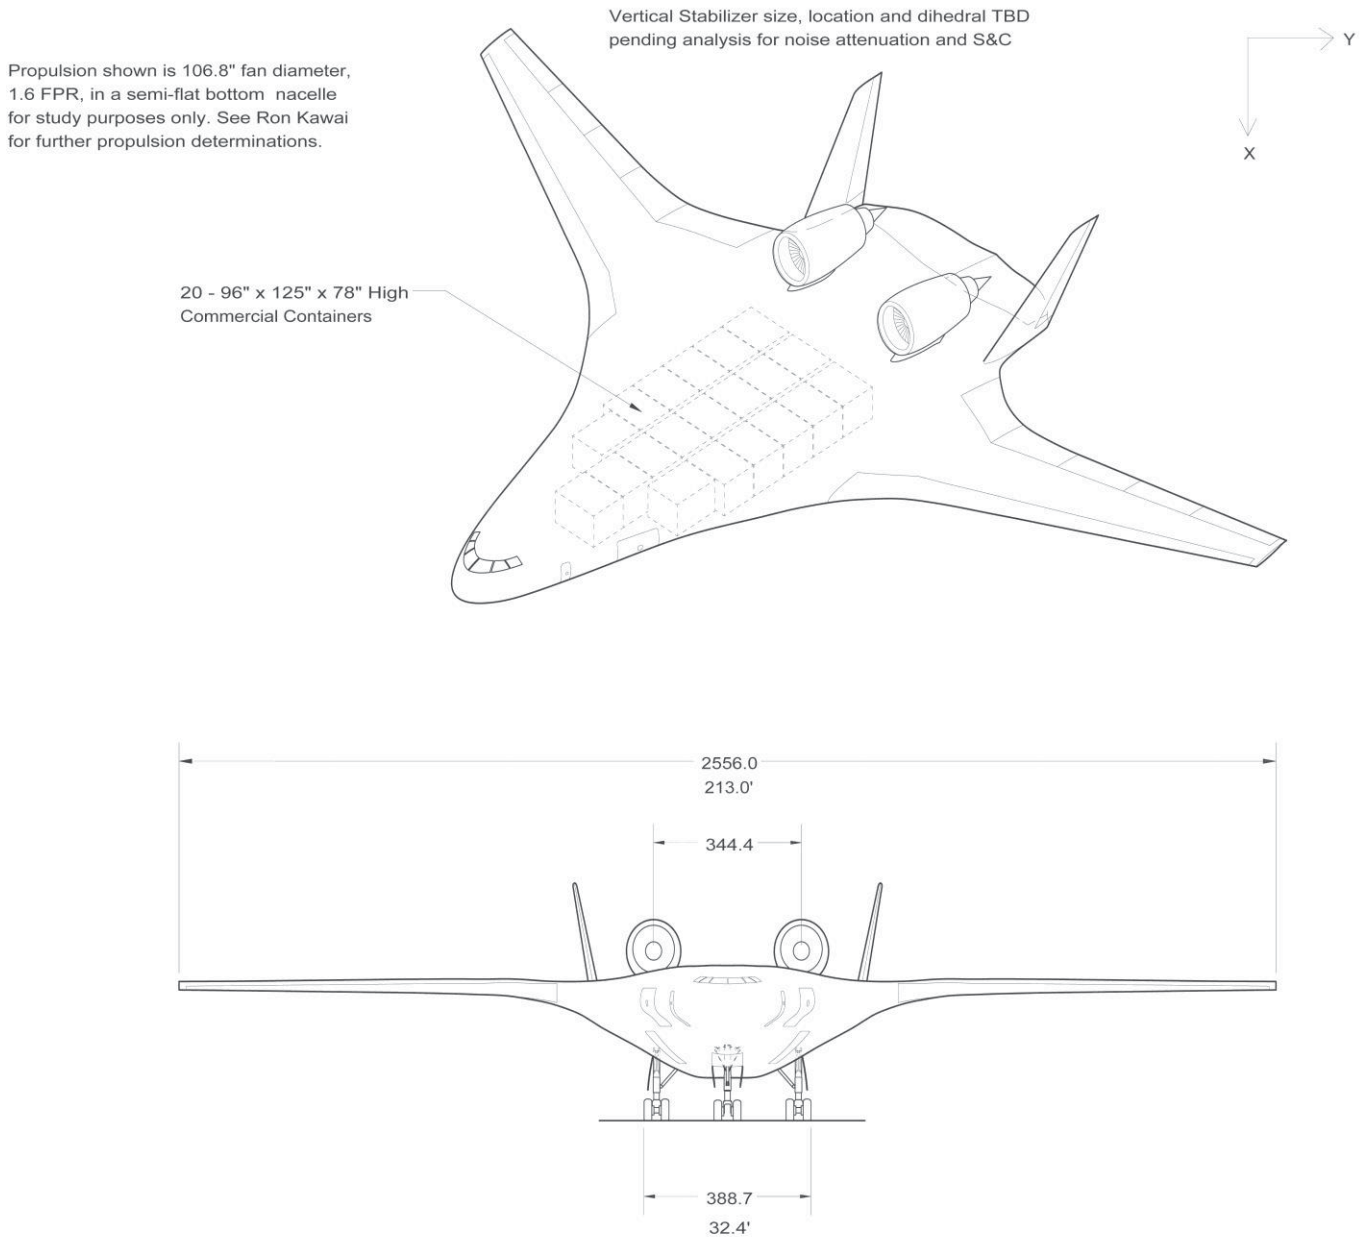 Vertical Stabilizer size, location and dihedral TBD
pending analysis for noise attenuation and S&C
Y
X
Propulsion shown is 106.8" fan diameter,
1.6 FPR, in a semi-flat bottom nacelle
for study purposes only. See Ron Kawai
for further propulsion determinations.
20 - 96" x 125" x 78" High
Commercial Containers
2556.0
213.0'
344.4
388.7
32.4'